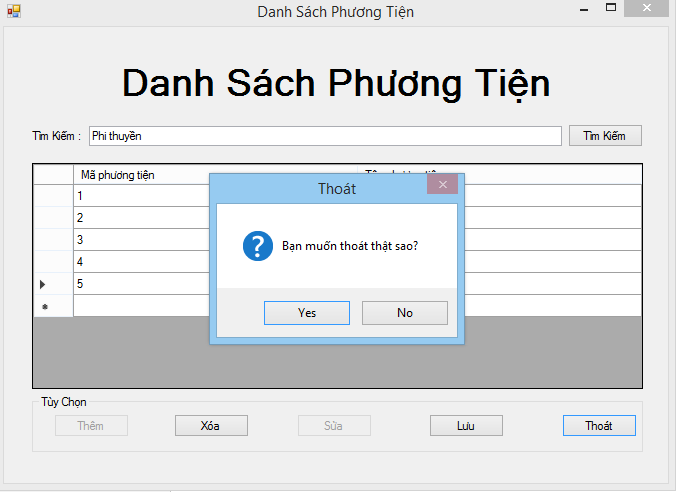 Danh Sách Phương Tiện
Danh Sách Phương Tiện
Tìm Kiếm :
Phi thuyền
Tìm Kiếm
Mã phương tiện
1
2
3
4
5
Thoát
Bạn muốn thoát thật sao?
Yes
No
Tùy Chọn
Thêm
Xóa
Sửa
Lưu
Thoát